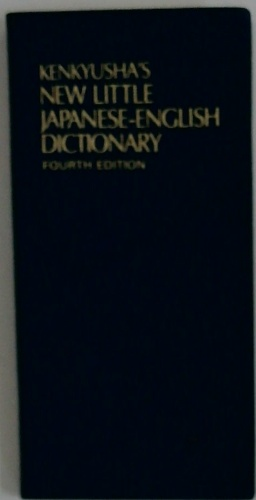 KENKYUSHA'S
NEW LITTLE
JAPANESE-ENGLISH
DICTIONARY
FOURTH EDITION